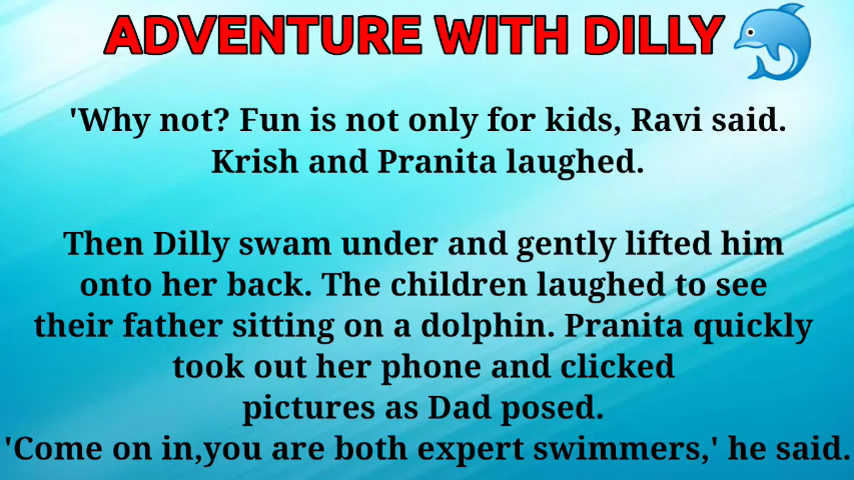 ADVENTURE WITH DILLY
'Why not? Fun is not only for kids, Ravi said.
Krish and Pranita laughed.
Then Dilly swam under and gently lifted him
onto her back. The children laughed to see
their father sitting on a dolphin. Pranita quickly
took out her phone and clicked
pictures as Dad posed.
'Come on in,you are both expert swimmers,' he said.